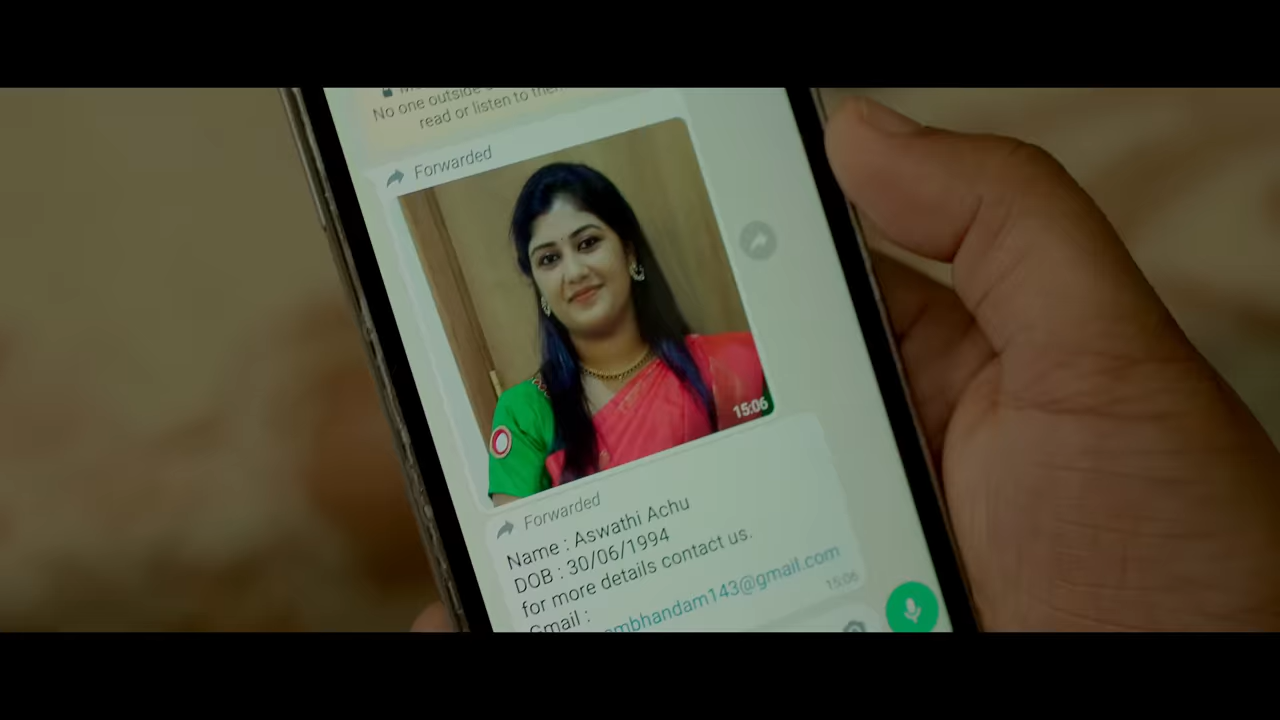 No one outside
read or listen to them
Forwarded
15:06
Forwarded
Name : Aswathi Achu
DOB : 30/06/1994
for more details contact us.
Gmail :
mbhandam143@gmail.com
15:06